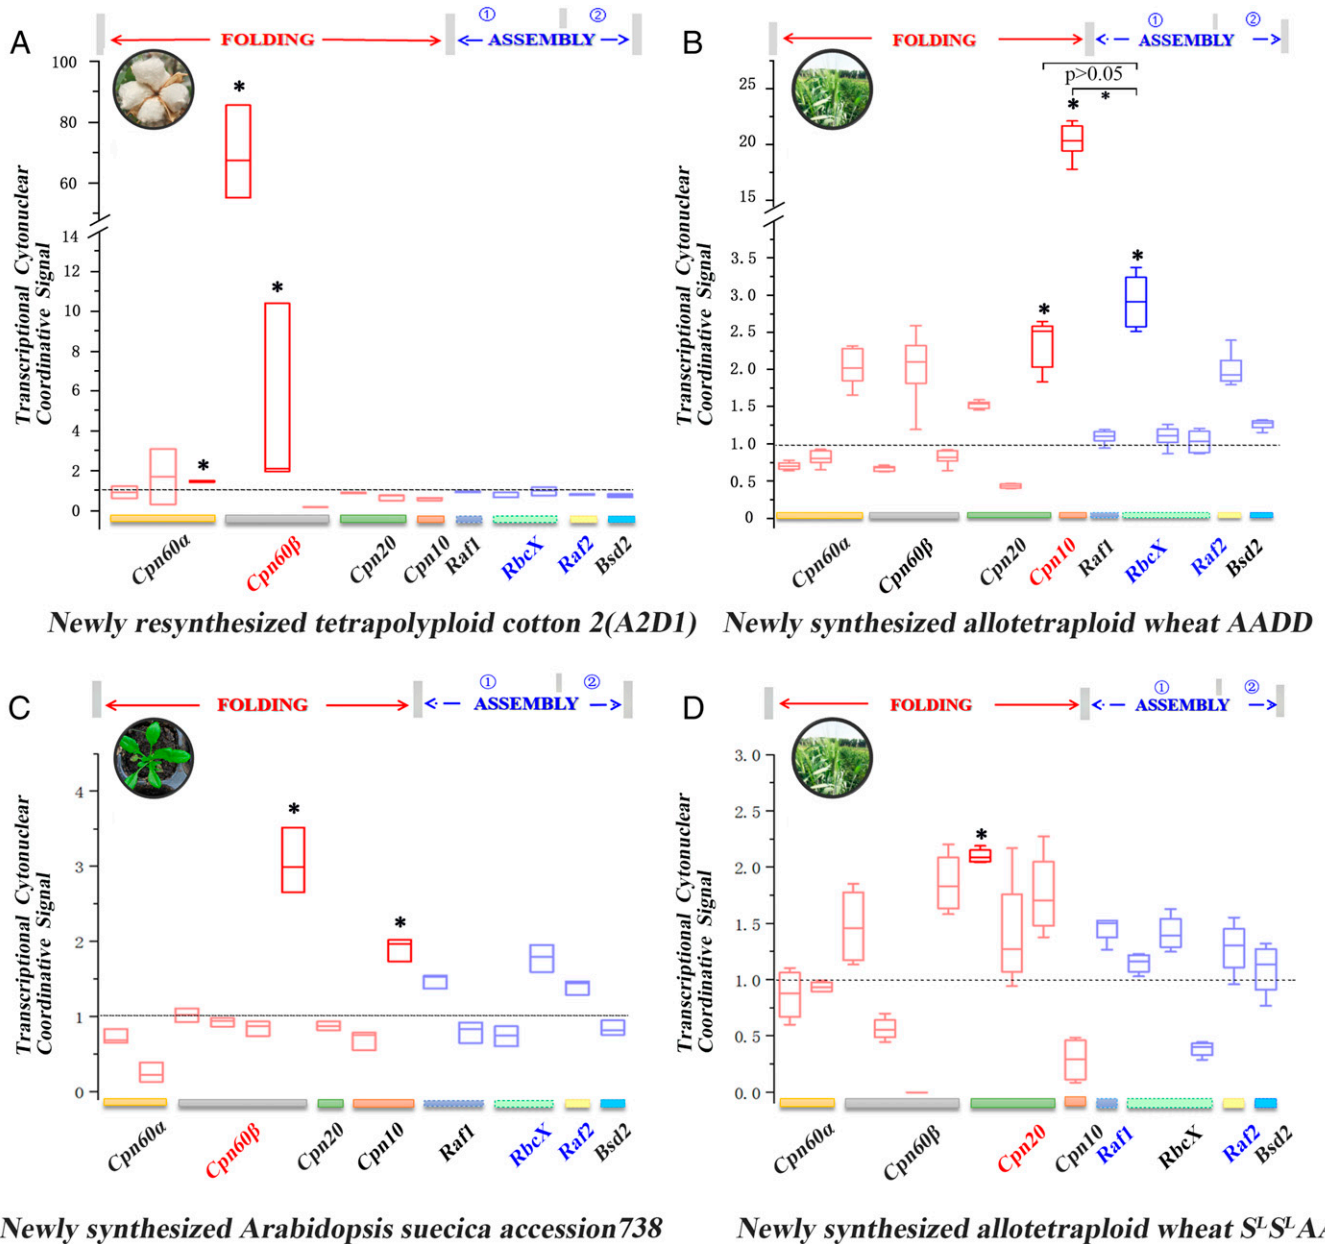 A
① ②
FOLDING ASSEMBLY
Transcriptional Cytonuclear
Coordinative Signal
100
80
60
14
12
10
8
6
4
2
0
*
*
*
Cpn60α Cpn60β Cpn20 Cpn10 Raf1 RbcX Raf2 Bsd2
Newly resynthesized tetrapolyploid cotton 2(A2D1)
B
① ②
FOLDING ASSEMBLY
Transcriptional Cytonuclear
Coordinative Signal
25
20
15
3.5
3.0
2.5
2.0
1.5
1.0
0.5
0
p>0.05
*
*
*
*
Cpn60α Cpn60β Cpn20 Cpn10 Raf1 RbcX Raf2 Bsd2
Newly synthesized allotetraploid wheat AADD
C
① ②
FOLDING ASSEMBLY
Transcriptional Cytonuclear
Coordinative Signal
4
3
2
1
0
*
*
Cpn60α Cpn60β Cpn20 Cpn10 Raf1 RbcX Raf2 Bsd2
Newly synthesized Arabidopsis suecica accession738
D
① ②
FOLDING ASSEMBLY
Transcriptional Cytonuclear
Coordinative Signal
3.0
2.5
2.0
1.5
1.0
0.5
0.0
*
Cpn60α Cpn60β Cpn20 Cpn10 Raf1 RbcX Raf2 Bsd2
Newly synthesized allotetraploid wheat SᴸSᴸAA